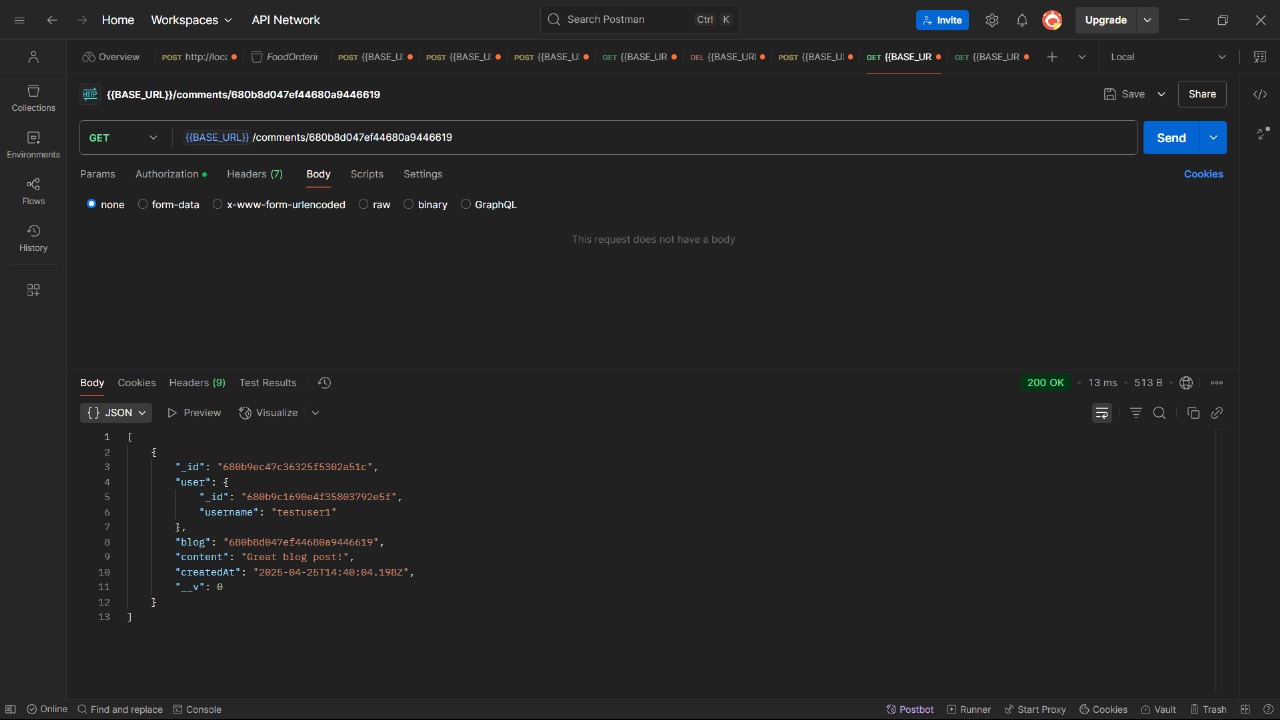 Home Workspaces API Network Search Postman Ctrl K Invite Upgrade
Overview POST http://loca FoodOrderin POST {{BASE_U POST {{BASE_U POST {{BASE_U GET {{BASE_UR DEL {{BASE_URL POST {{BASE_UI GET {{BASE_UR GET {{BASE_UR Local
HTTP {{BASE_URL}}/comments/680b8d047ef44680a9446619 Save Share
Collections
GET {{BASE_URL}} /comments/680b8d047ef44680a9446619 Send
Environments
Params Authorization Headers (7) Body Scripts Settings Cookies
Flows
none form-data x-www-form-urlencoded raw binary GraphQL
History
This request does not have a body
Body Cookies Headers (9) Test Results 200 OK 13 ms 513 B
{} JSON Preview Visualize
1 [
2 {
3 "_id": "680b9ec47c36325f5302a51c",
4 "user": {
5 "_id": "680b9c1690e4f35803792e5f",
6 "username": "testuser1"
7 },
8 "blog": "680b8d047ef44680a9446619",
9 "content": "Great blog post!",
10 "createdAt": "2025-04-25T14:40:04.198Z",
11 "__v": 0
12 }
13 ]
Online Find and replace Console Postbot Runner Start Proxy Cookies Vault Trash